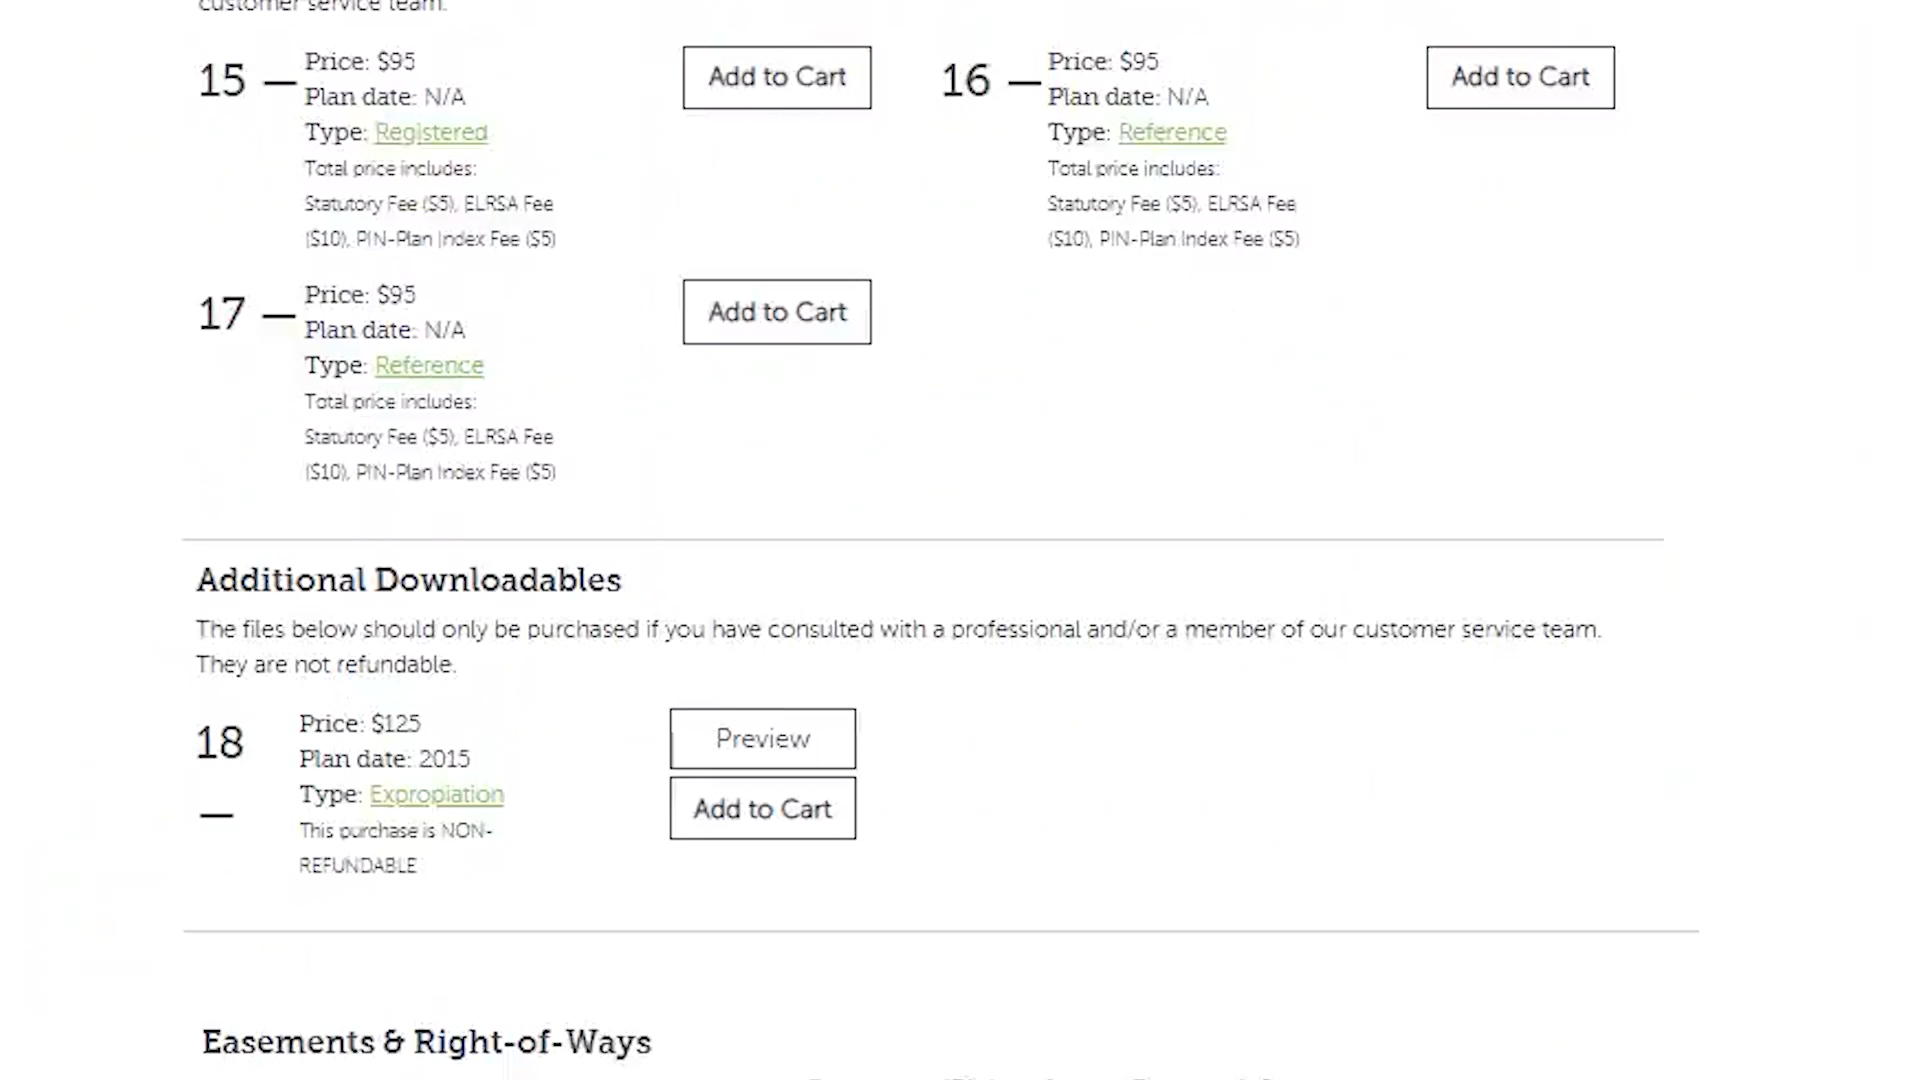 customer service team.
15 — Price: $95
Plan date: N/A
Type: Registered
Total price includes:
Statutory Fee ($5), ELRSA Fee
($10), PIN-Plan Index Fee ($5)
Add to Cart
16 — Price: $95
Plan date: N/A
Type: Reference
Total price includes:
Statutory Fee ($5), ELRSA Fee
($10), PIN-Plan Index Fee ($5)
Add to Cart
17 — Price: $95
Plan date: N/A
Type: Reference
Total price includes:
Statutory Fee ($5), ELRSA Fee
($10), PIN-Plan Index Fee ($5)
Add to Cart
Additional Downloadables
The files below should only be purchased if you have consulted with a professional and/or a member of our customer service team.
They are not refundable.
18 —
Price: $125
Plan date: 2015
Type: Expropiation
This purchase is NON-
REFUNDABLE
Preview
Add to Cart
Easements & Right-of-Ways